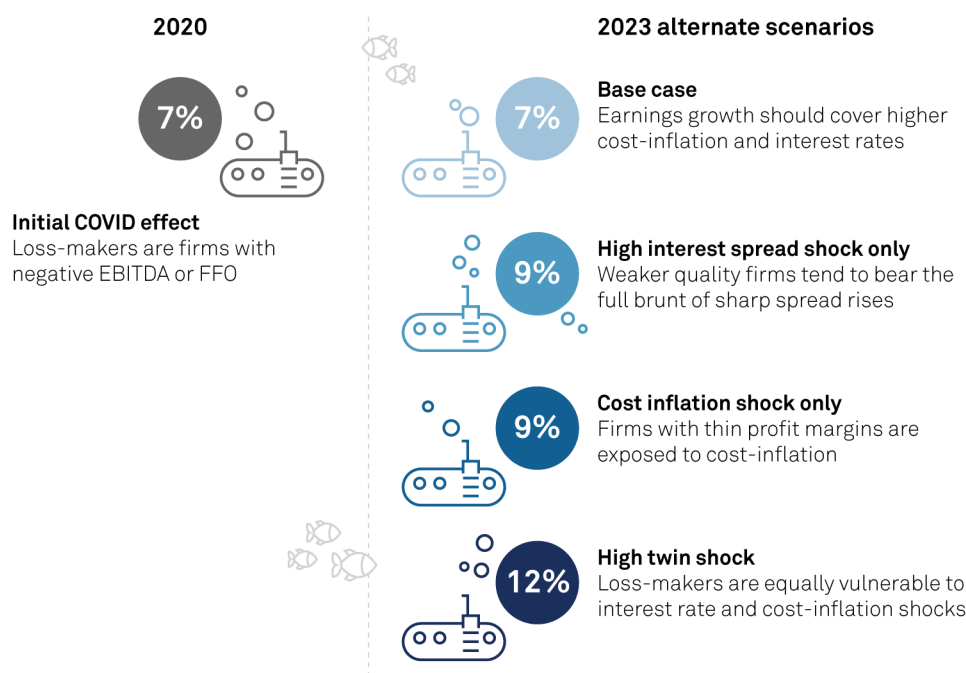 2020
7%
Initial COVID effect
Loss-makers are firms with
negative EBITDA or FFO
2023 alternate scenarios
7%
Base case
Earnings growth should cover higher
cost-inflation and interest rates
9%
High interest spread shock only
Weaker quality firms tend to bear the
full brunt of sharp spread rises
9%
Cost inflation shock only
Firms with thin profit margins are
exposed to cost-inflation
12%
High twin shock
Loss-makers are equally vulnerable to
interest rate and cost-inflation shocks